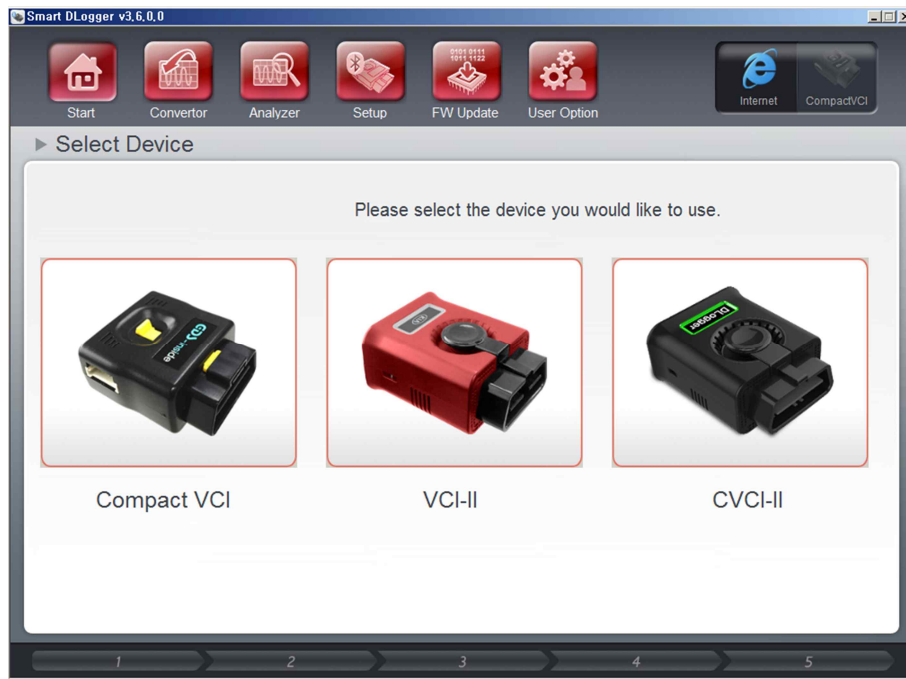 Smart DLogger v3,6,0,0
0101 0111
1011 1122
Start
Convertor
Analyzer
Setup
FW Update
User Option
Internet
CompactVCI
Select Device
Please select the device you would like to use.
GDS-inside
DLogger
Compact VCI
VCI-II
CVCI-II
1
2
3
4
5